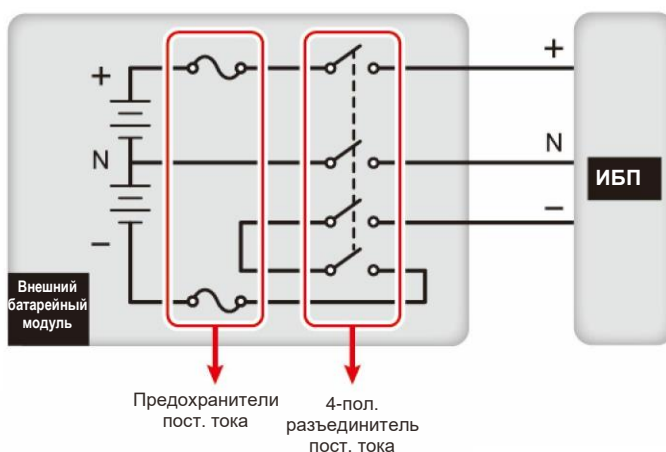 +
+
N
N
ИБП
–
–
Внешний
батарейный
модуль
Предохранители
пост. тока
4-пол.
разъединитель
пост. тока